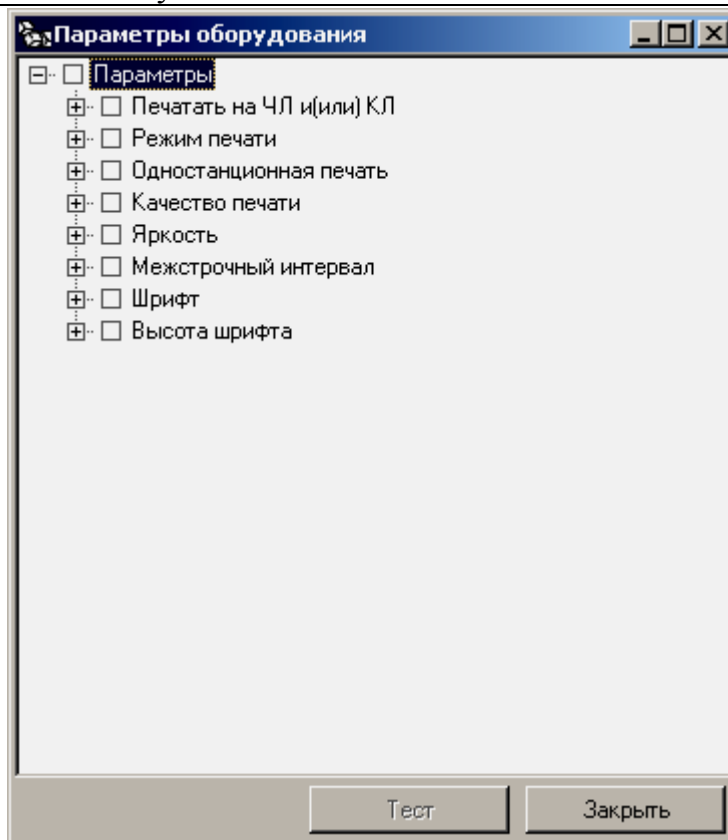 Параметры оборудования
Параметры
Печатать на ЧЛ и(или) КЛ
Режим печати
Одностанционная печать
Качество печати
Яркость
Межстрочный интервал
Шрифт
Высота шрифта
Тест Закрыть